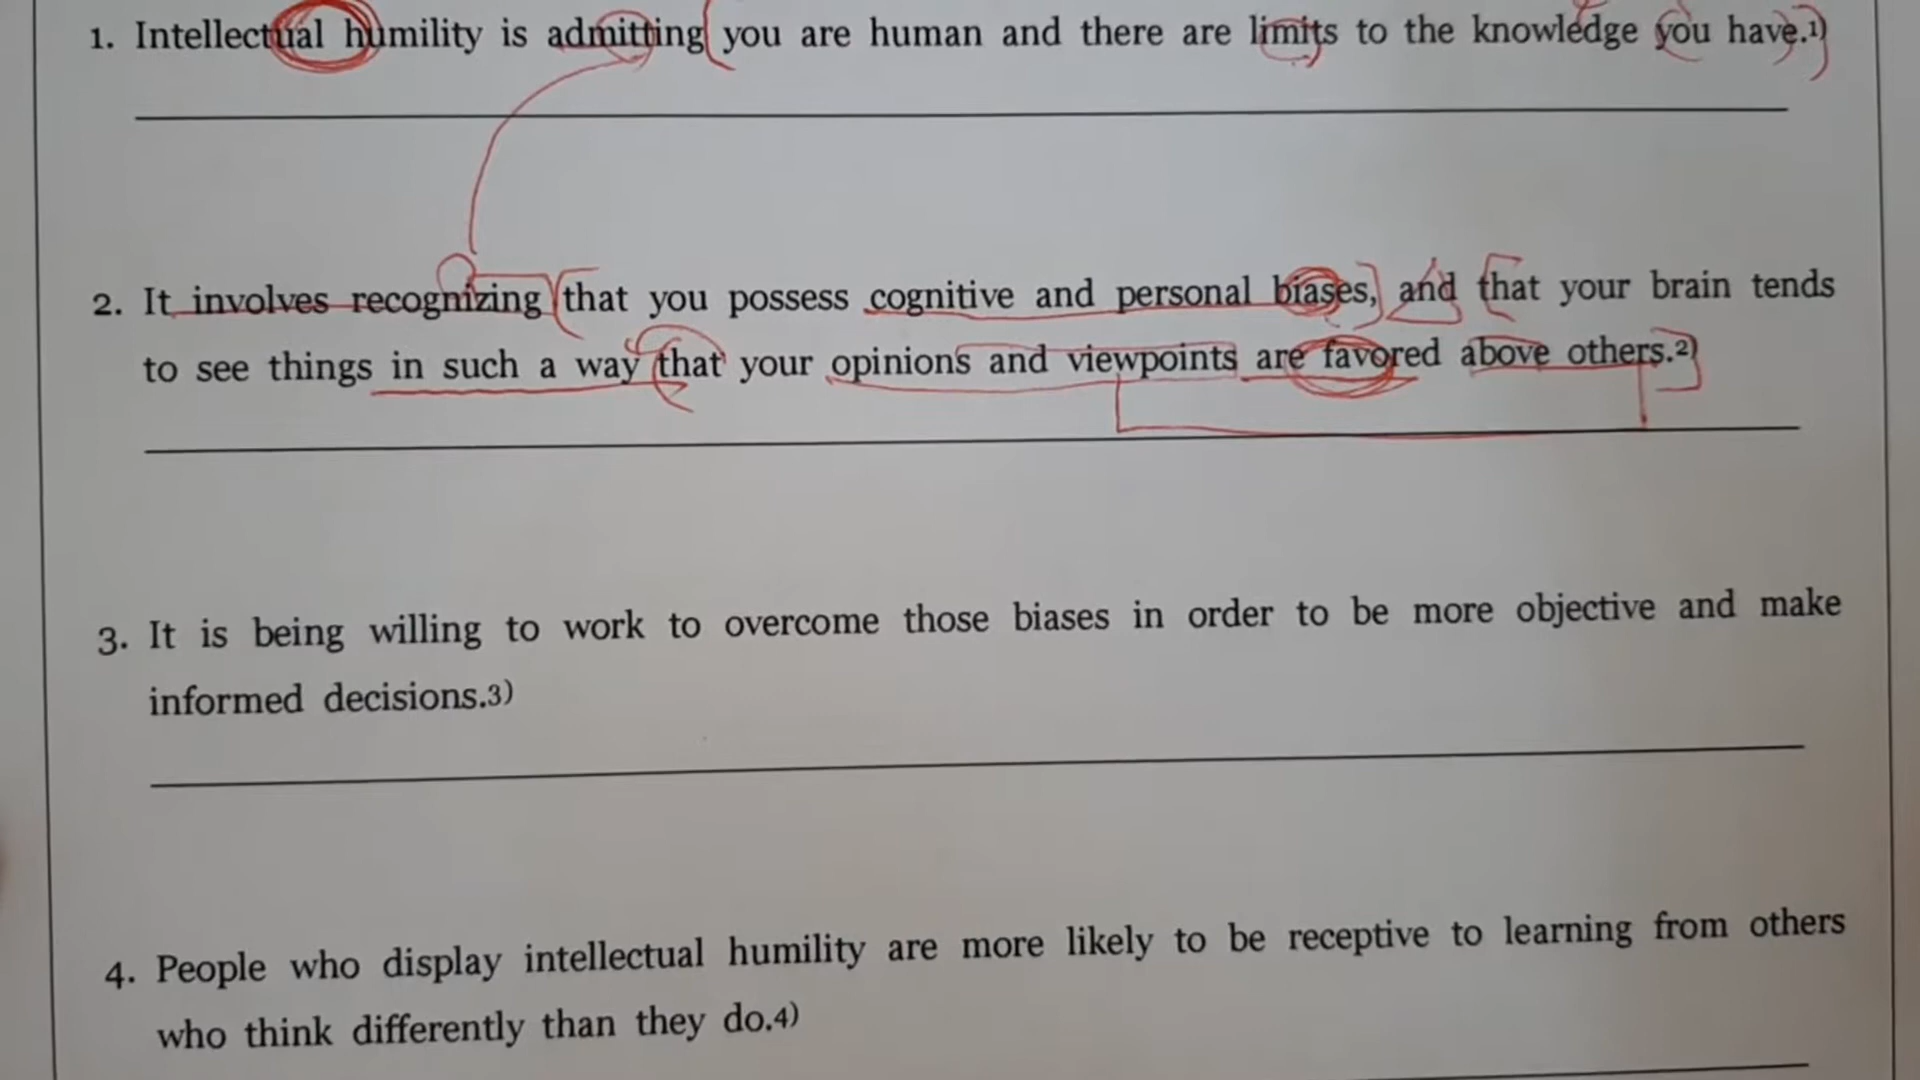 1. Intellectual humility is admitting you are human and there are limits to the knowledge you have.1)
2. It involves recognizing that you possess cognitive and personal biases, and that your brain tends
to see things in such a way that your opinions and viewpoints are favored above others.2)
3. It is being willing to work to overcome those biases in order to be more objective and make
informed decisions.3)
4. People who display intellectual humility are more likely to be receptive to learning from others
who think differently than they do.4)